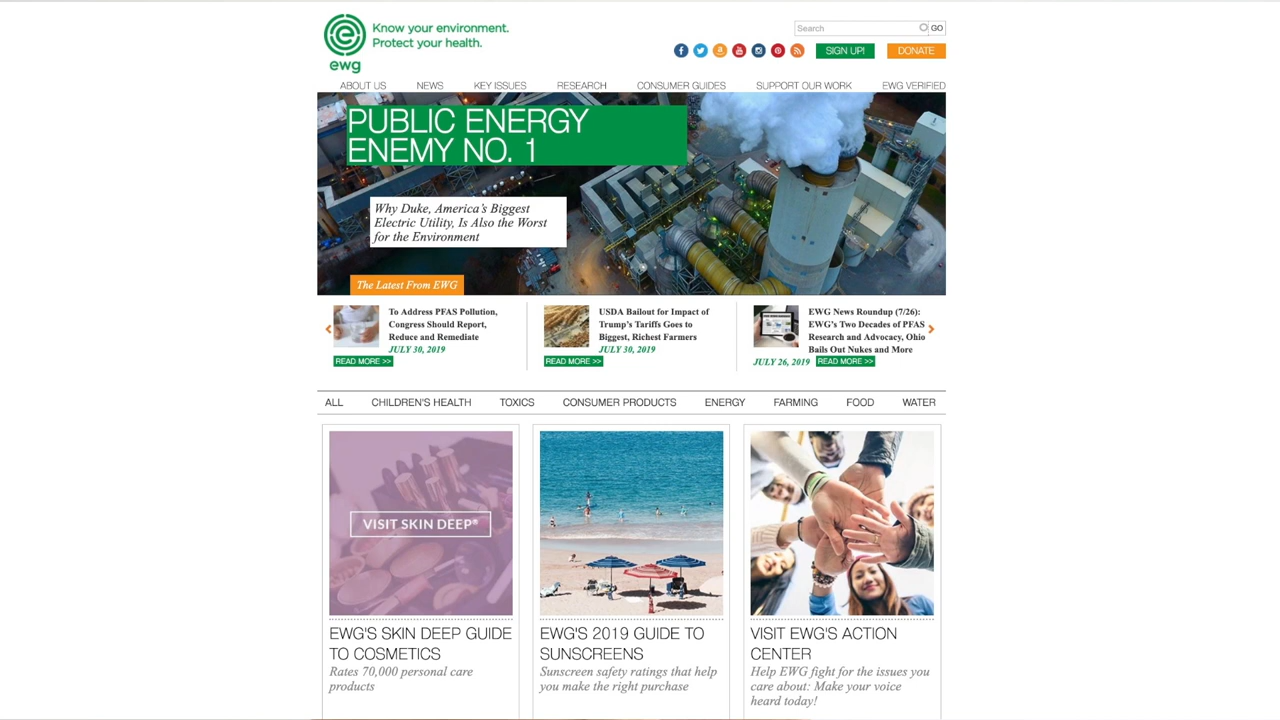 Know your environment.
Protect your health.
ewg
Search
GO
SIGN UP!
DONATE
ABOUT US
NEWS
KEY ISSUES
RESEARCH
CONSUMER GUIDES
SUPPORT OUR WORK
EWG VERIFIED
PUBLIC ENERGY
ENEMY NO. 1
Why Duke, America's Biggest
Electric Utility, Is Also the Worst
for the Environment
The Latest From EWG
To Address PFAS Pollution,
Congress Should Report,
Reduce and Remediate
JULY 30, 2019
READ MORE >>
USDA Bailout for Impact of
Trump's Tariffs Goes to
Biggest, Richest Farmers
JULY 30, 2019
READ MORE >>
EWG News Roundup (7/26):
EWG's Two Decades of PFAS
Research and Advocacy, Ohio
Bails Out Nukes and More
JULY 26, 2019
READ MORE >>
ALL
CHILDREN'S HEALTH
TOXICS
CONSUMER PRODUCTS
ENERGY
FARMING
FOOD
WATER
VISIT SKIN DEEP®
EWG'S SKIN DEEP GUIDE
TO COSMETICS
Rates 70,000 personal care
products
EWG'S 2019 GUIDE TO
SUNSCREENS
Sunscreen safety ratings that help
you make the right purchase
VISIT EWG'S ACTION
CENTER
Help EWG fight for the issues you
care about: Make your voice
heard today!